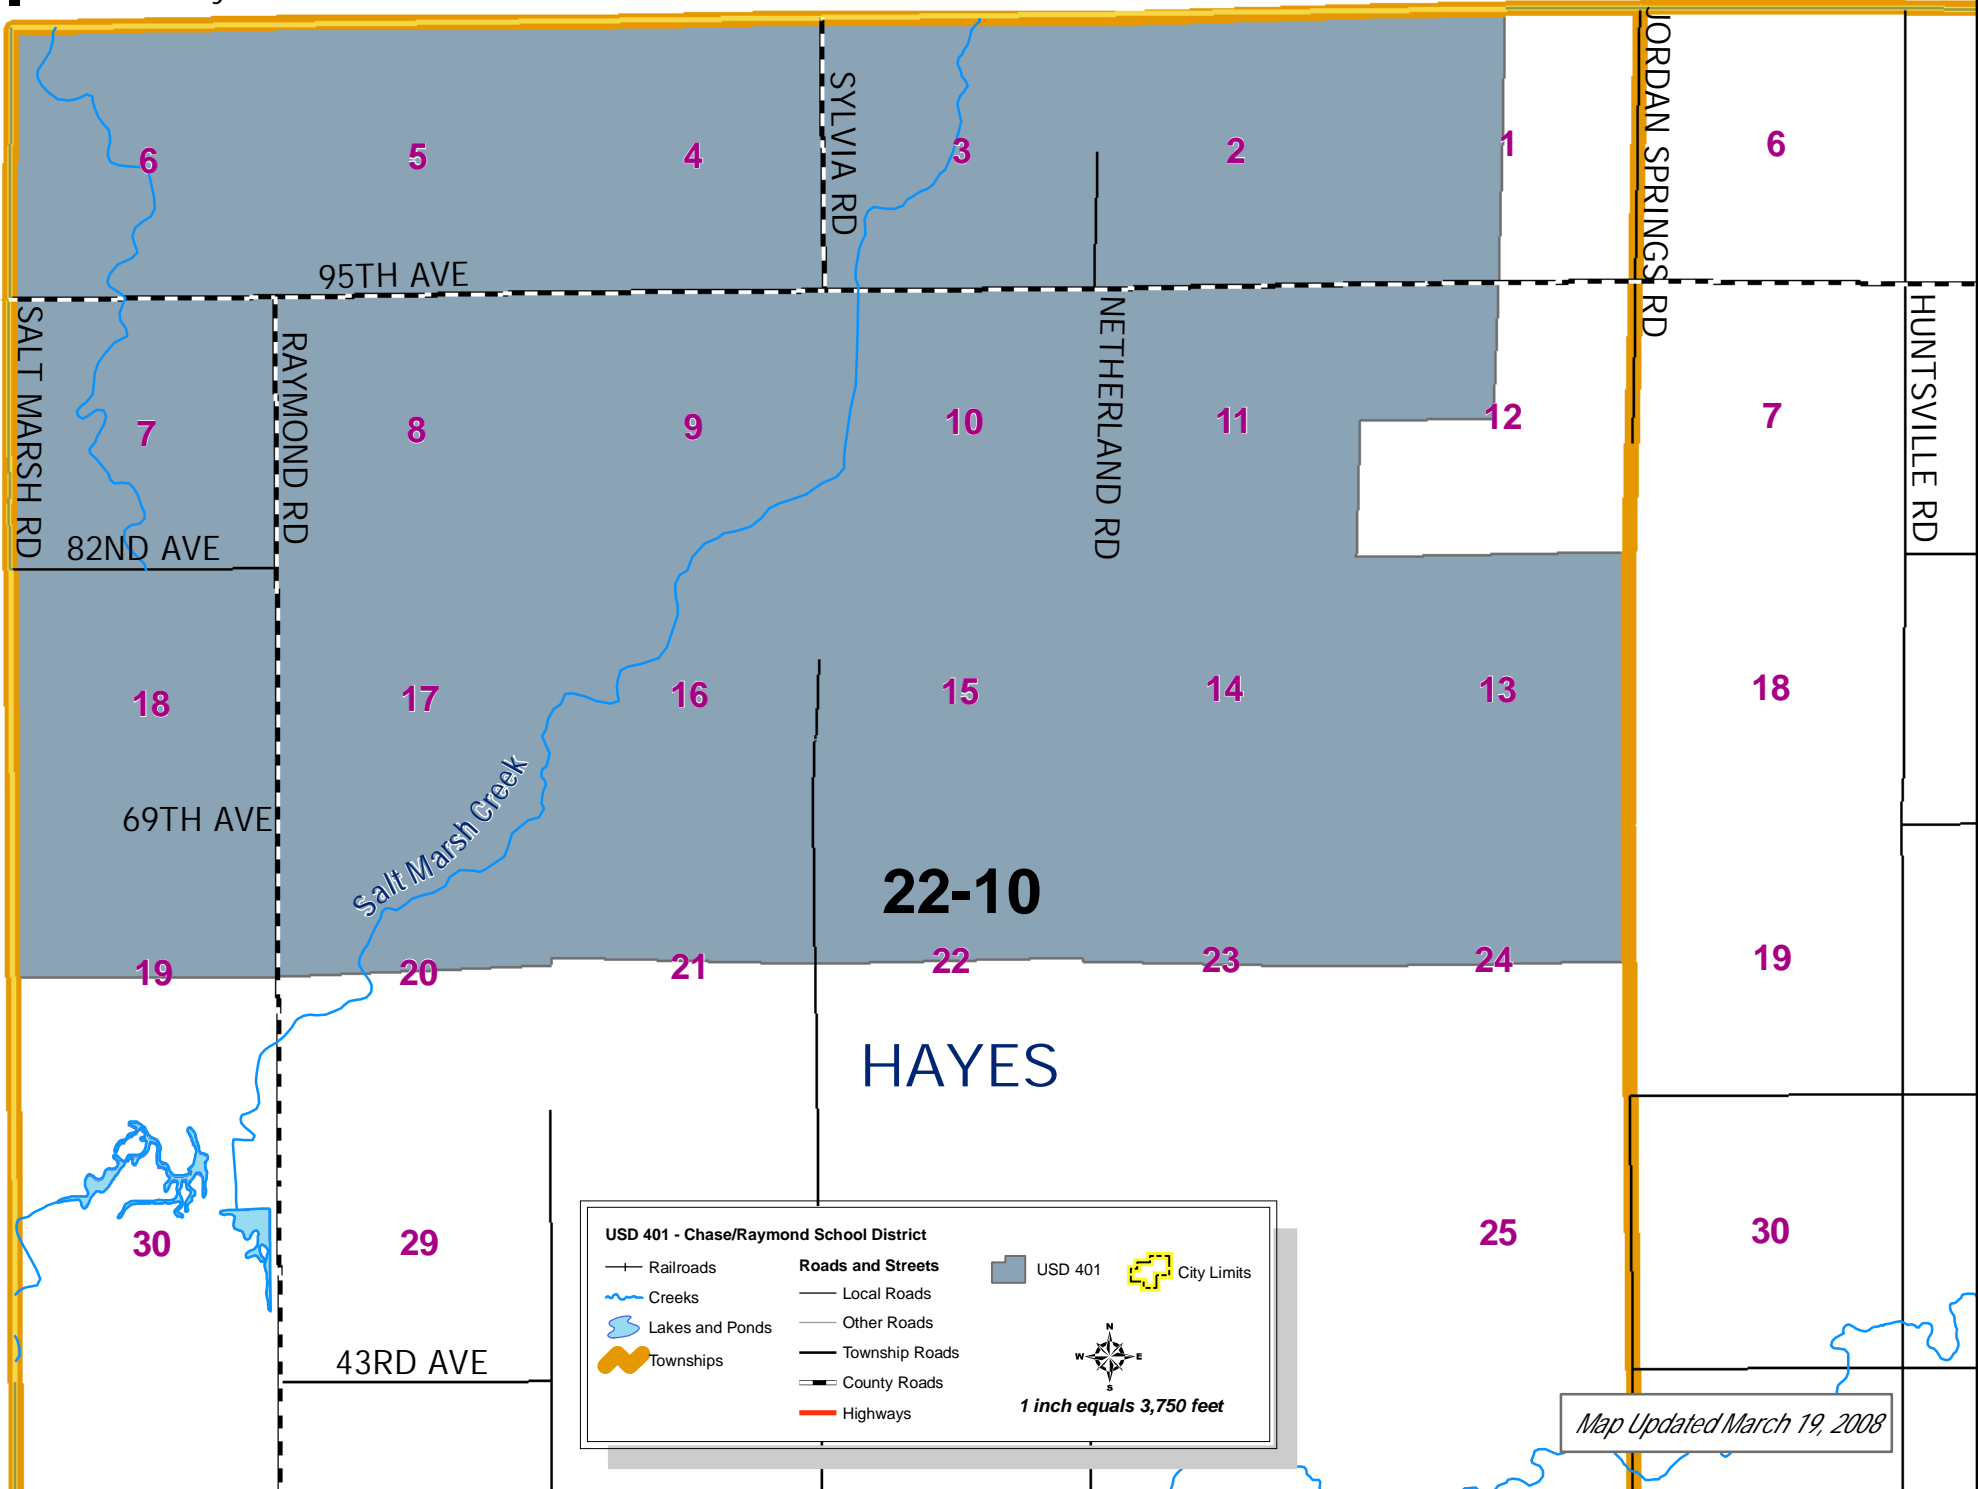 6
5
4
3
2
1
6
SYLVIA RD
JORDAN SPRINGS RD
95TH AVE
SALT MARSH RD
RAYMOND RD
NETHERLAND RD
HUNTSVILLE RD
7
8
9
10
11
12
7
82ND AVE
18
17
16
15
14
13
18
69TH AVE
Salt Marsh Creek
22-10
19
20
21
22
23
24
19
HAYES
30
29
25
30
43RD AVE
USD 401 - Chase/Raymond School District
Railroads
Creeks
Lakes and Ponds
Townships
Roads and Streets
Local Roads
Other Roads
Township Roads
County Roads
Highways
USD 401
City Limits
N
W
E
S
1 inch equals 3,750 feet
Map Updated March 19, 2008